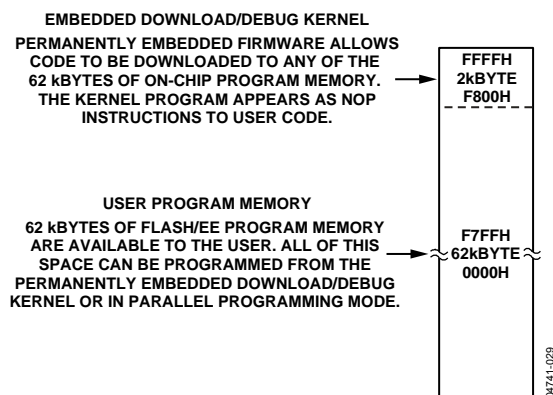 EMBEDDED DOWNLOAD/DEBUG KERNEL
PERMANENTLY EMBEDDED FIRMWARE ALLOWS
CODE TO BE DOWNLOADED TO ANY OF THE
62 kBYTES OF ON-CHIP PROGRAM MEMORY.
THE KERNEL PROGRAM APPEARS AS NOP
INSTRUCTIONS TO USER CODE.
FFFFH
2kBYTE
F800H
USER PROGRAM MEMORY
62 kBYTES OF FLASH/EE PROGRAM MEMORY
ARE AVAILABLE TO THE USER. ALL OF THIS
SPACE CAN BE PROGRAMMED FROM THE
PERMANENTLY EMBEDDED DOWNLOAD/DEBUG
KERNEL OR IN PARALLEL PROGRAMMING MODE.
F7FFH
62kBYTE
0000H
04741-029